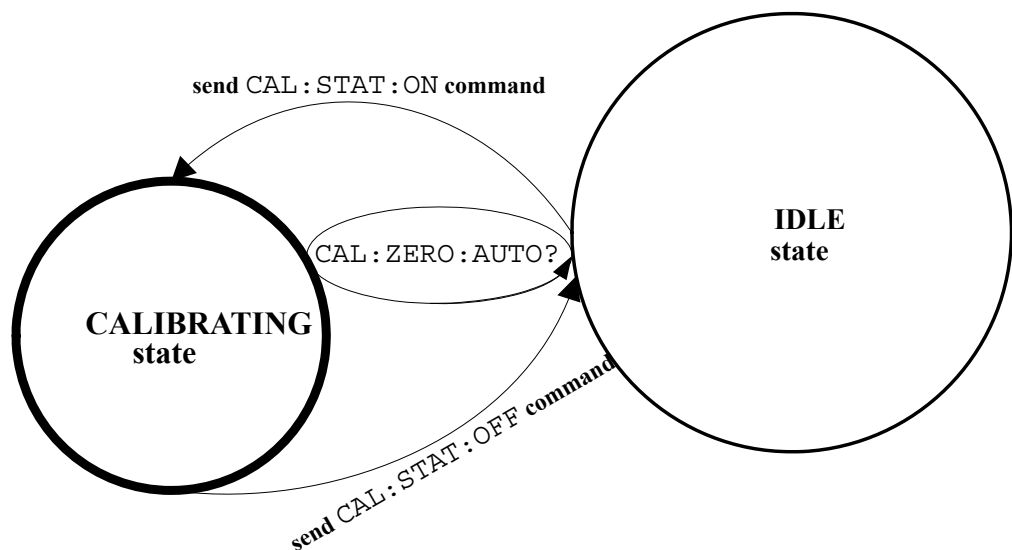 send CAL:STAT:ON command
IDLE
state
CAL:ZERO:AUTO?
CALIBRATING
state
send CAL:STAT:OFF command